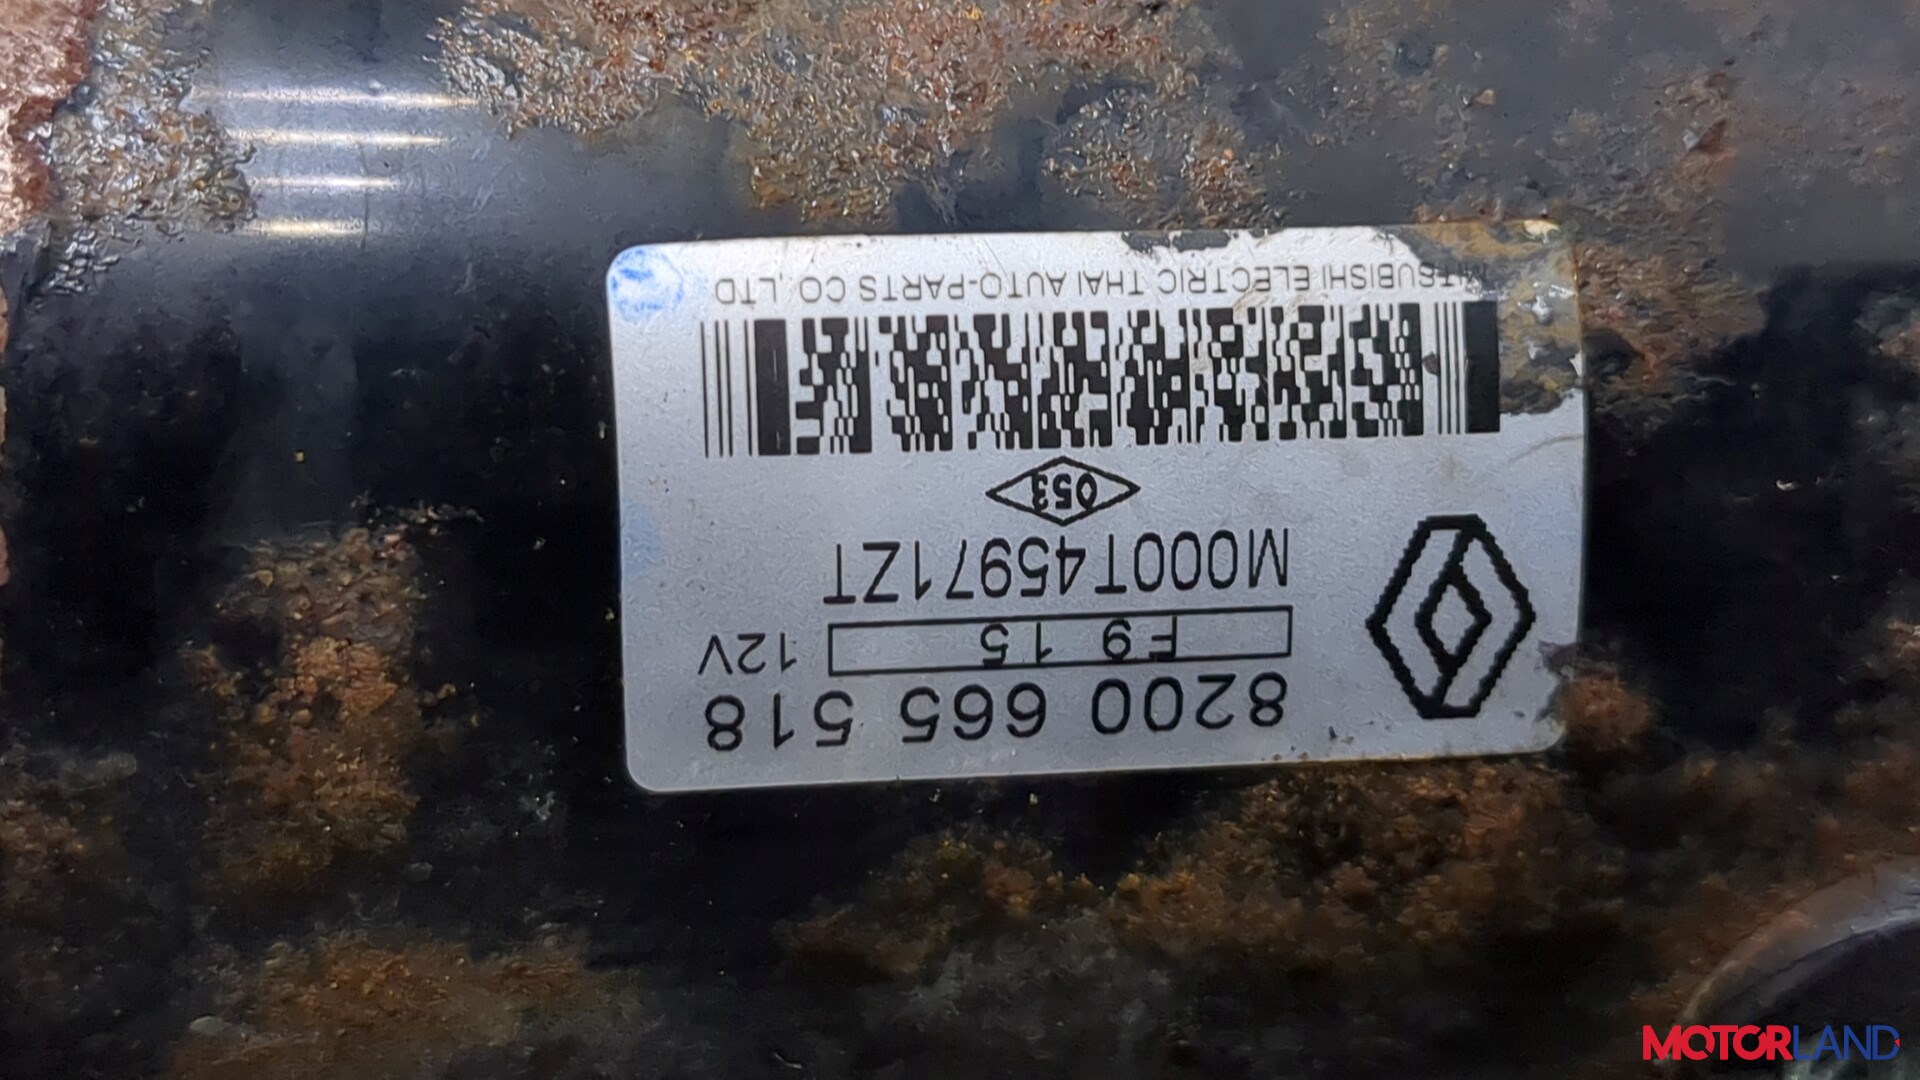 8200 665 518
F9 15 12V
M000T45971ZT
053
MITSUBISHI ELECTRIC THAI AUTO-PARTS CO.,LTD
MOTORLAND